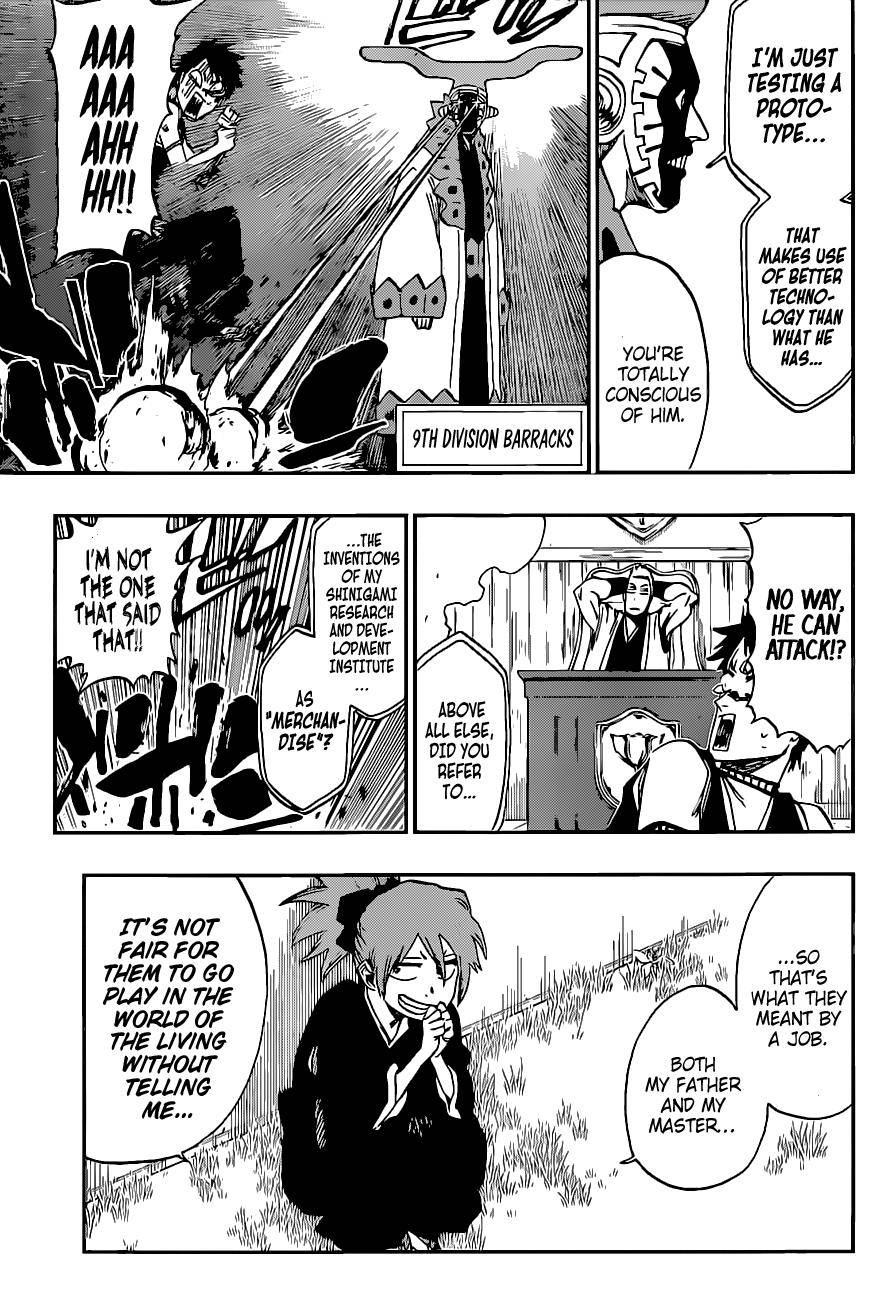 I'M JUST
TESTING A
PROTO-
TYPE...
THAT
MAKES USE
OF BETTER
TECHNO-
LOGY THAN
WHAT HE
HAS...
YOU'RE
TOTALLY
CONSCIOUS
OF HIM.
AAA
AAA
AHH
HH!!
9TH DIVISION BARRACKS
NO WAY,
HE CAN
ATTACK!?
ABOVE
ALL ELSE,
DID YOU
REFER
TO...
...THE
INVENTIONS
OF MY
SHINIGAMI
RESEARCH
AND DEVE-
LOPMENT
INSTITUTE
...
AS
"MERCHAN-
DISE"?
I'M NOT
THE ONE
THAT SAID
THAT!!
...SO
THAT'S
WHAT THEY
MEANT BY
A JOB.
BOTH
MY FATHER
AND MY
MASTER...
IT'S NOT
FAIR FOR
THEM TO GO
PLAY IN THE
WORLD OF
THE LIVING
WITHOUT
TELLING
ME...